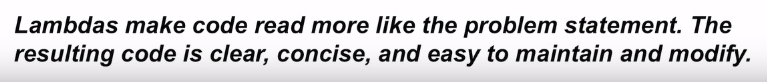 Lambdas make code read more like the problem statement. The
resulting code is clear, concise, and easy to maintain and modify.